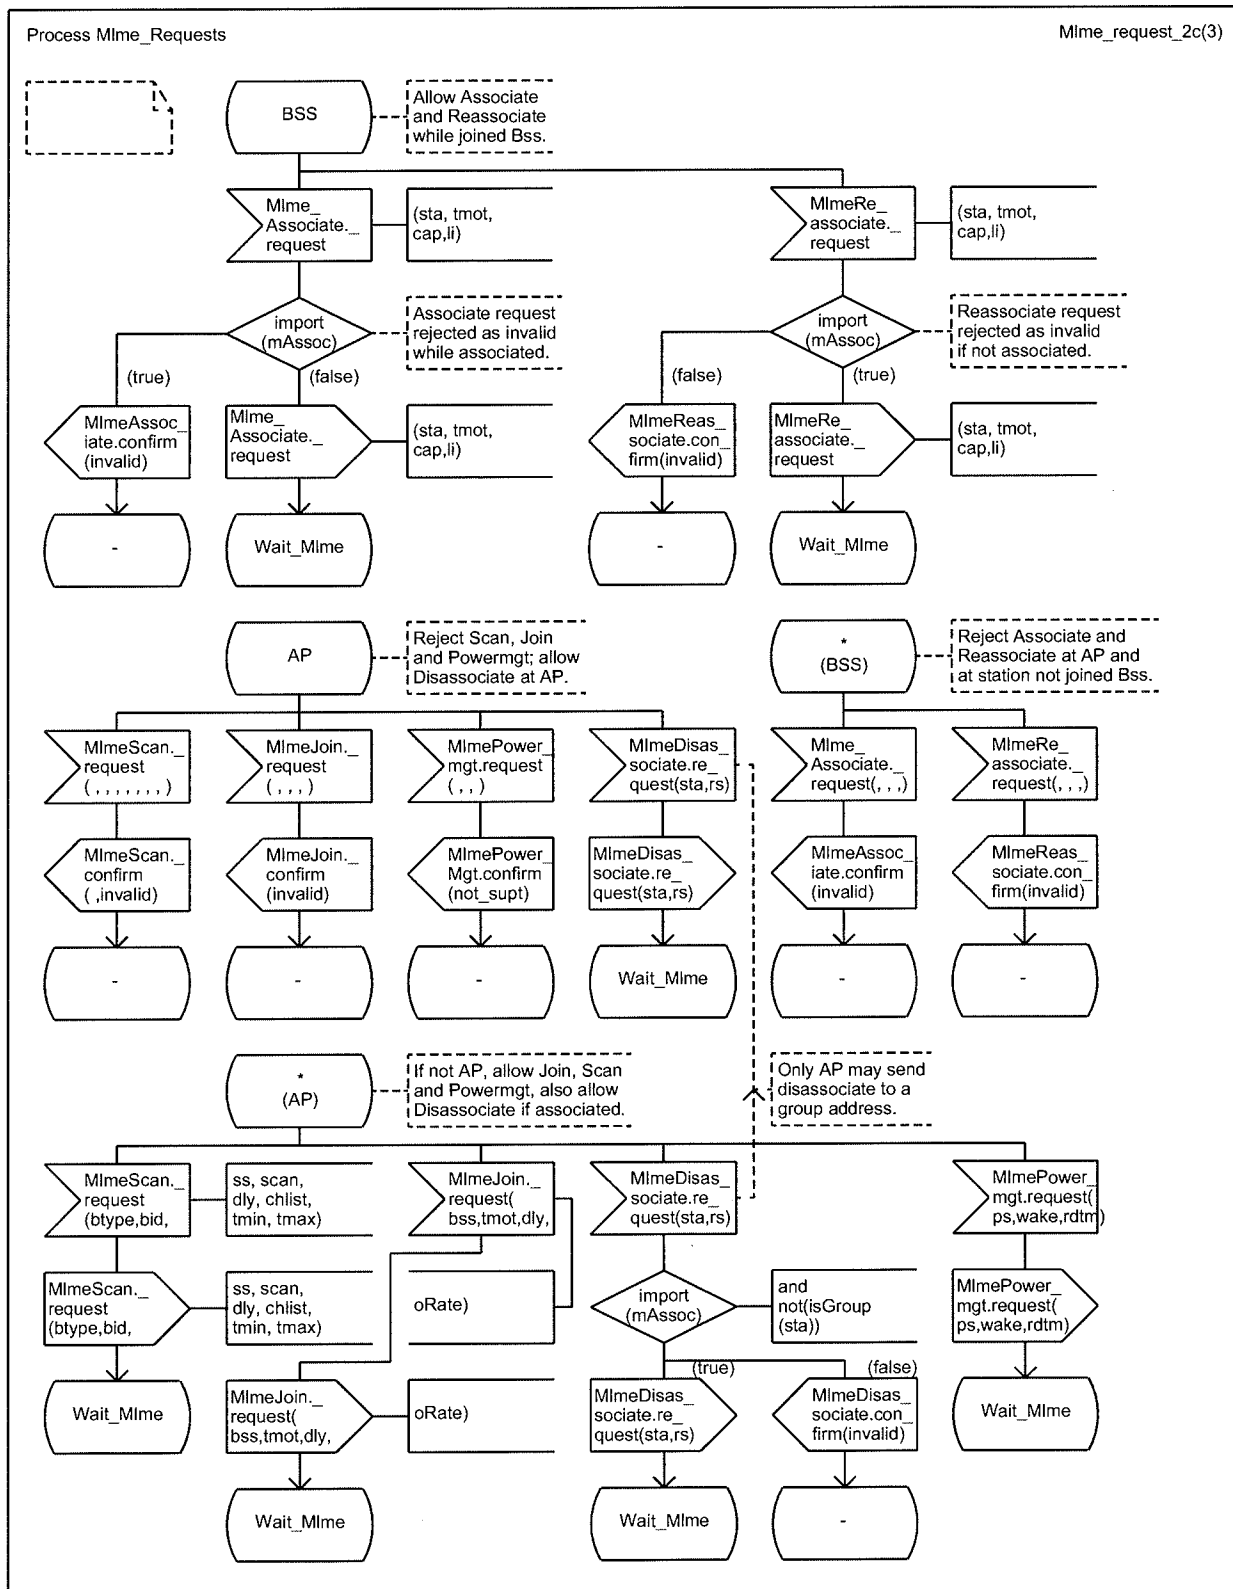 Process Mlme_Requests
Mlme_request_2c(3)
BSS
Allow Associate
and Reassociate
while joined Bss.
Mlme_
Associate._
request
(sta, tmot,
cap,li)
MlmeRe_
associate._
request
(sta, tmot,
cap,li)
import
(mAssoc)
Associate request
rejected as invalid
while associated.
import
(mAssoc)
Reassociate request
rejected as invalid
if not associated.
(true)
(false)
(false)
(true)
MlmeAssoc_
iate.confirm
(invalid)
Mlme_
Associate._
request
(sta, tmot,
cap,li)
MlmeReas_
sociate.con_
firm(invalid)
MlmeRe_
associate._
request
(sta, tmot,
cap,li)
-
Wait_Mlme
-
Wait_Mlme
AP
Reject Scan, Join
and Powermgt; allow
Disassociate at AP.
*
(BSS)
Reject Associate and
Reassociate at AP and
at station not joined Bss.
MlmeScan._
request
( , , , , , , , )
MlmeJoin._
request
( , , , )
MlmePower_
mgt.request
( , , )
MlmeDisas_
sociate.re_
quest(sta,rs)
Mlme_
Associate._
request(, , ,)
MlmeRe_
associate._
request(, , ,)
MlmeScan._
confirm
( ,invalid)
MlmeJoin._
confirm
(invalid)
MlmePower_
Mgt.confirm
(not_supt)
MlmeDisas_
sociate.re_
quest(sta,rs)
MlmeAssoc_
iate.confirm
(invalid)
MlmeReas_
sociate.con_
firm(invalid)
-
-
-
Wait_Mlme
-
-
*
(AP)
If not AP, allow Join, Scan
and Powermgt, also allow
Disassociate if associated.
Only AP may send
disassociate to a
group address.
MlmeScan._
request
(btype,bid,
ss, scan,
dly, chlist,
tmin, tmax)
MlmeJoin._
request(
bss,tmot,dly,
MlmeDisas_
sociate.re_
quest(sta,rs)
MlmePower_
mgt.request(
ps,wake,rdtm)
MlmeScan._
request
(btype,bid,
ss, scan,
dly, chlist,
tmin, tmax)
oRate)
import
(mAssoc)
and
not(isGroup
(sta))
MlmePower_
mgt.request(
ps,wake,rdtm)
(true)
(false)
Wait_Mlme
MlmeJoin._
request(
bss,tmot,dly,
oRate)
MlmeDisas_
sociate.re_
quest(sta,rs)
MlmeDisas_
sociate.con_
firm(invalid)
Wait_Mlme
Wait_Mlme
Wait_Mlme
-